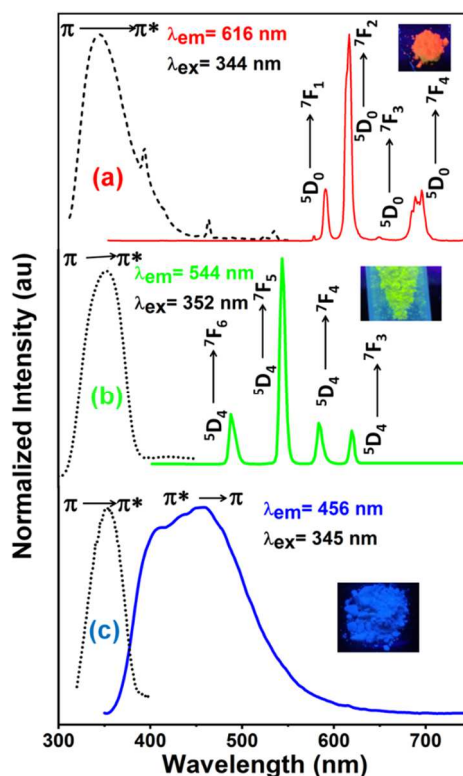 π → π*
λem= 616 nm
λex= 344 nm
⁵D₀ → ⁷F₁
⁵D₀ → ⁷F₂
⁵D₀ → ⁷F₃
⁵D₀ → ⁷F₄
(a)
π → π*
λem= 544 nm
λex= 352 nm
⁵D₄ → ⁷F₆
⁵D₄ → ⁷F₅
⁵D₄ → ⁷F₄
⁵D₄ → ⁷F₃
(b)
π → π*
π* → π
λem= 456 nm
λex= 345 nm
(c)
Normalized Intensity (au)
300 400 500 600 700
Wavelength (nm)